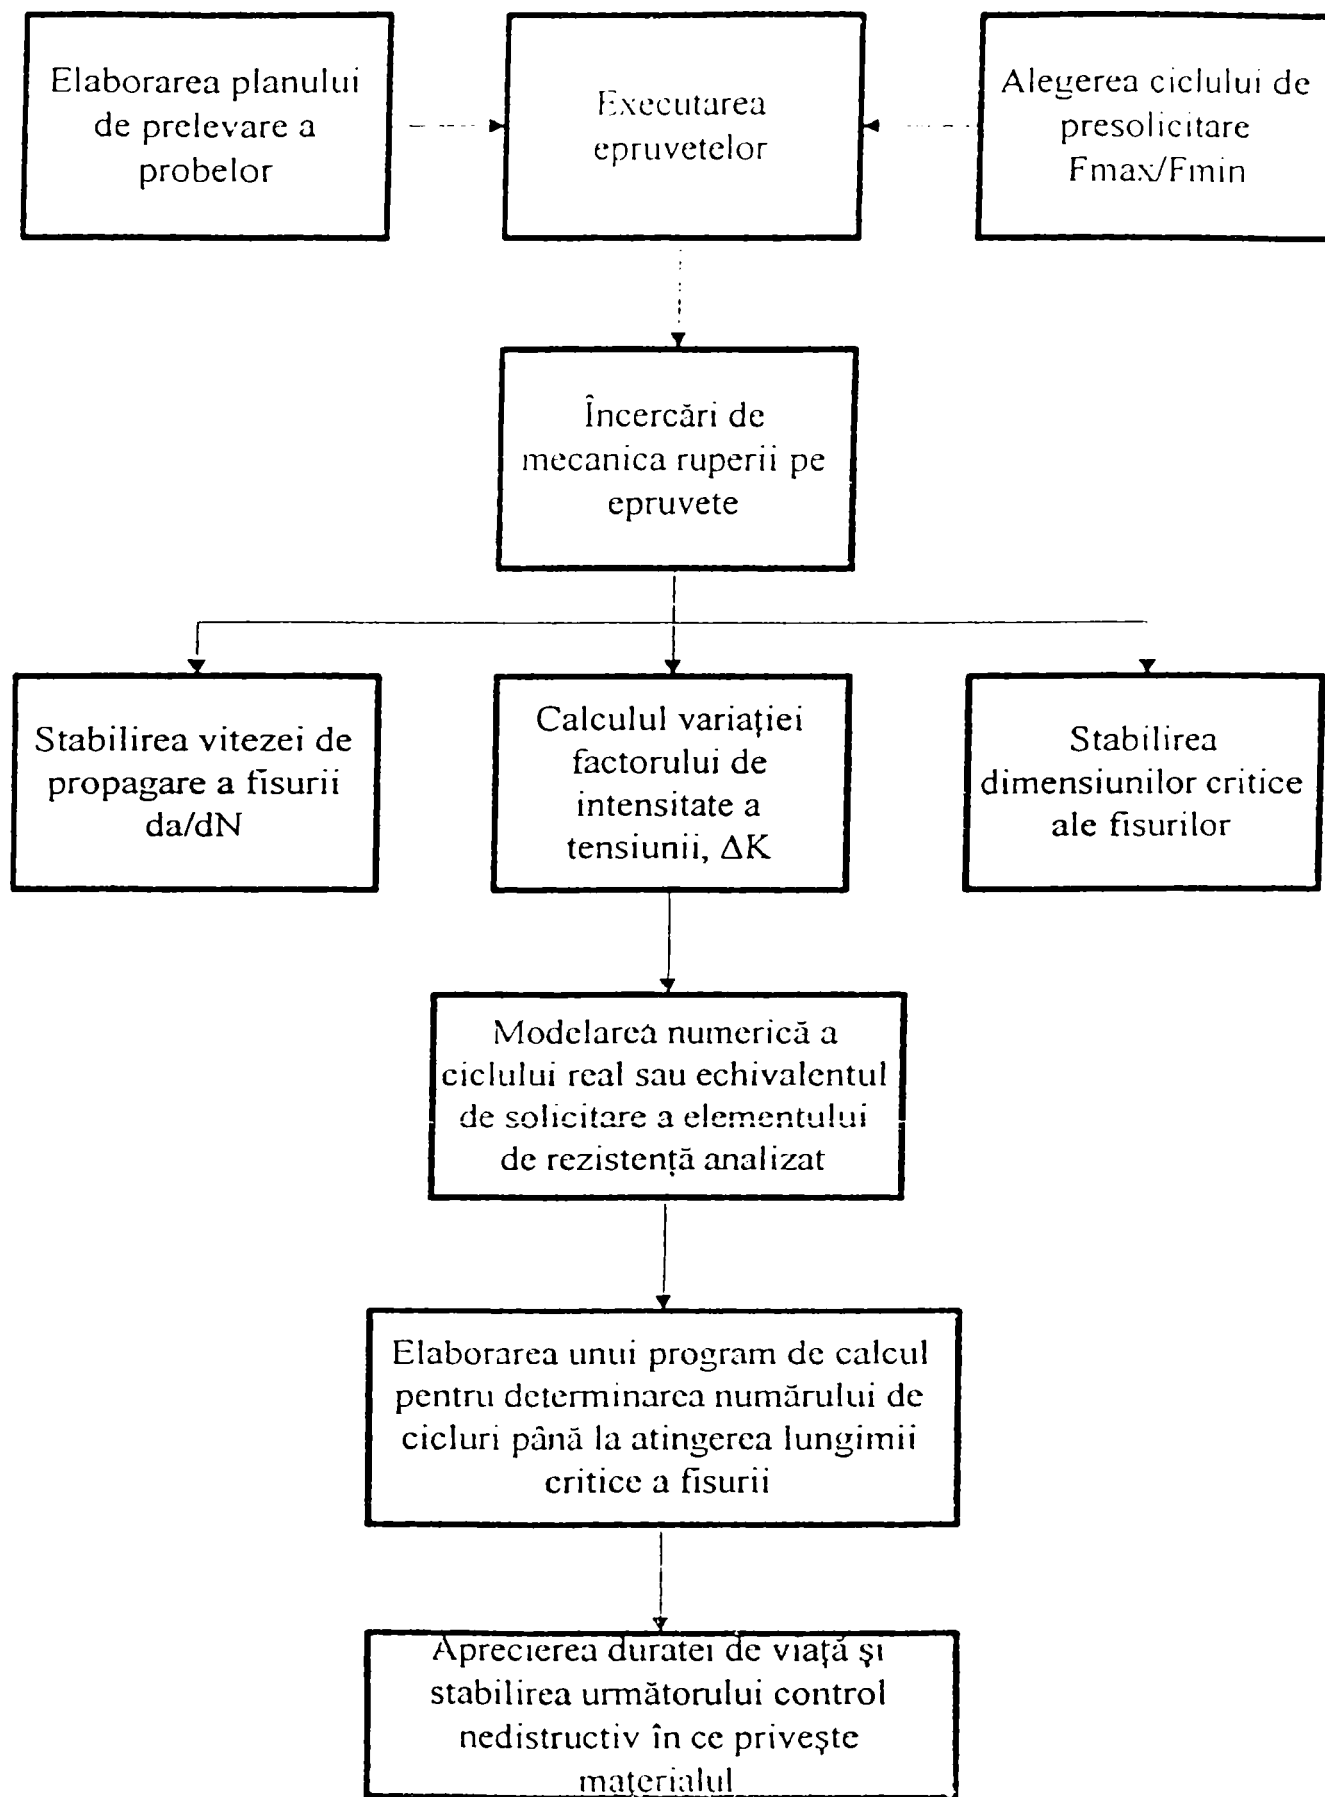 Elaborarea planului
de prelevare a
probelor
Executarea
epruvetelor
Alegerea ciclului de
presolicitare
Fmax/Fmin
Încercări de
mecanica ruperii pe
epruvete
Stabilirea vitezei de
propagare a fisurii
da/dN
Calculul variației
factorului de
intensitate a
tensiunii, ΔK
Stabilirea
dimensiunilor critice
ale fisurilor
Modelarea numerică a
ciclului real sau echivalentul
de solicitare a elementului
de rezistență analizat
Elaborarea unui program de calcul
pentru determinarea numărului de
cicluri până la atingerea lungimii
critice a fisurii
Aprecierea duratei de viață și
stabilirea următorului control
nedistructiv în ce privește
materialul